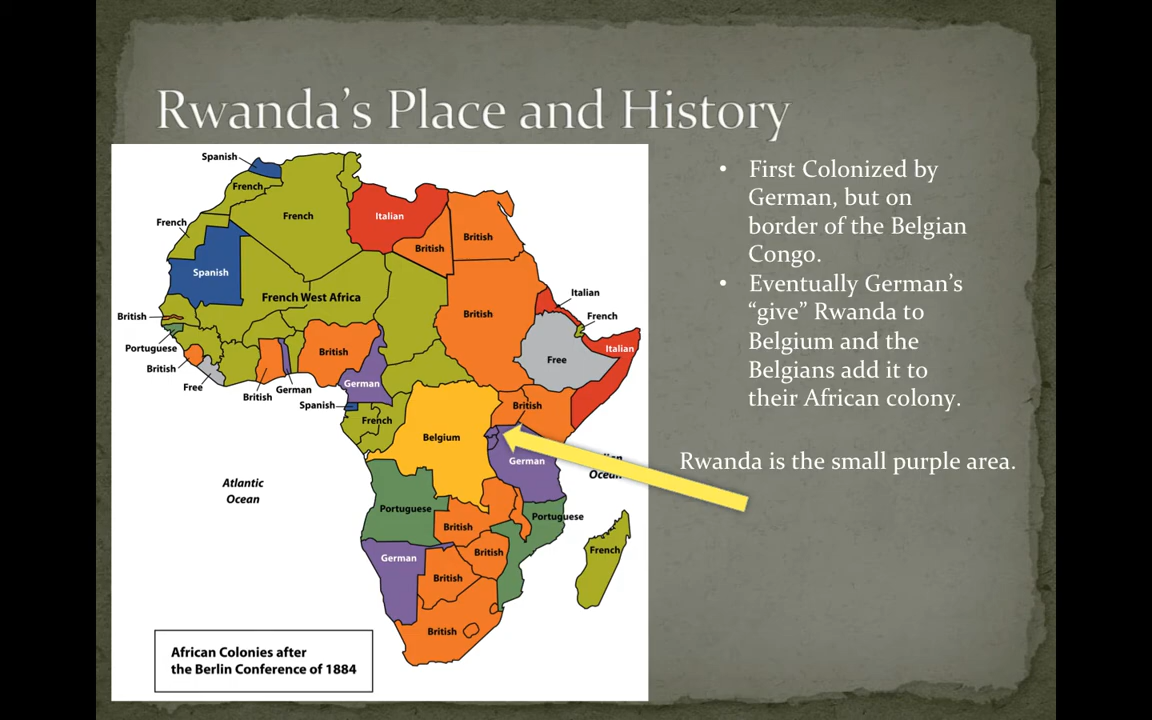 Rwanda's Place and History
Spanish
French
French
French
Italian
British
British
Spanish
French West Africa
British
Italian
French
British
British
Portuguese
British
Free
German
British
German
Free
Italian
Spanish
French
British
Belgium
German
Ocean
Atlantic
Ocean
Portuguese
British
Portuguese
German
British
British
French
British
African Colonies after
the Berlin Conference of 1884
• First Colonized by
German, but on
border of the Belgian
Congo.
• Eventually German's
“give” Rwanda to
Belgium and the
Belgians add it to
their African colony.
Rwanda is the small purple area.